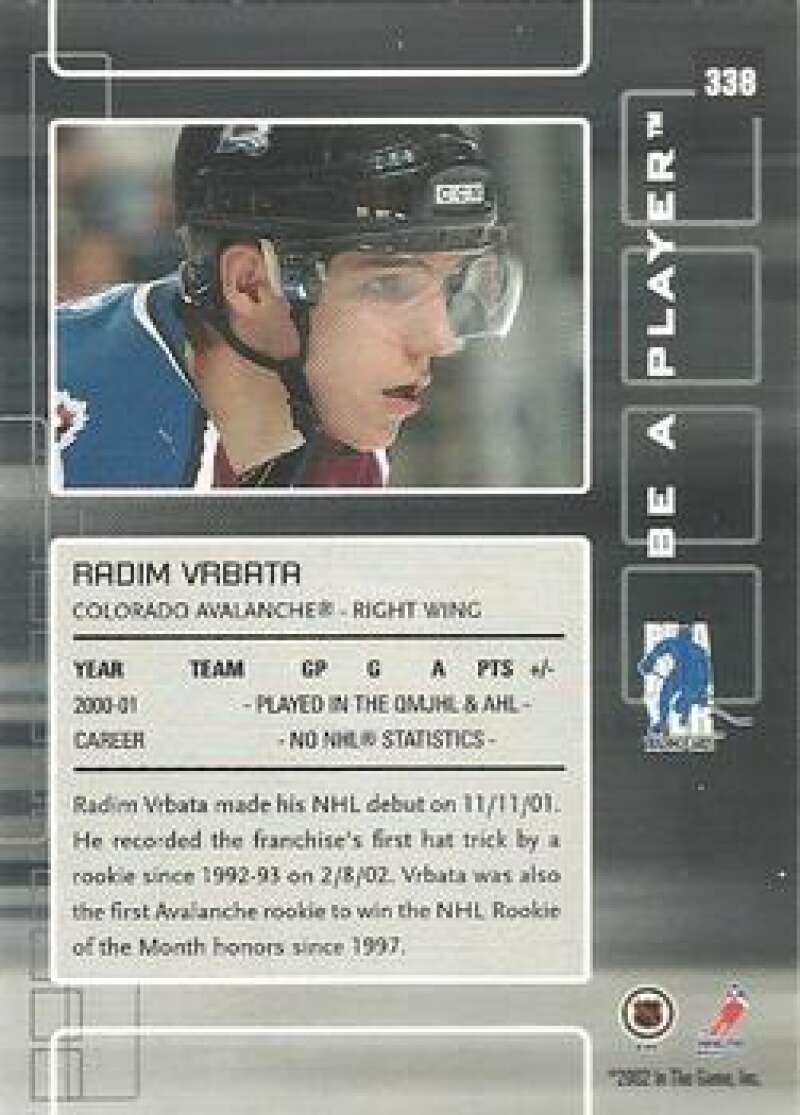 338
BE A PLAYER™
CCM
RADIM VRBATA
COLORADO AVALANCHE® - RIGHT WING
YEAR TEAM GP G A PTS +/-
2000-01 - PLAYED IN THE QMJHL & AHL -
CAREER - NO NHL® STATISTICS -
Radim Vrbata made his NHL debut on 11/11/01.
He recorded the franchise's first hat trick by a
rookie since 1992-93 on 2/8/02. Vrbata was also
the first Avalanche rookie to win the NHL Rookie
of the Month honors since 1997.
©2002 In The Game, Inc.